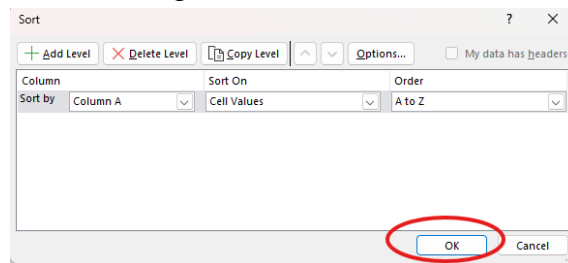 Sort ? ×
Add Level Delete Level Copy Level Options... My data has headers
Column Sort On Order
Sort by Column A Cell Values A to Z
OK Cancel